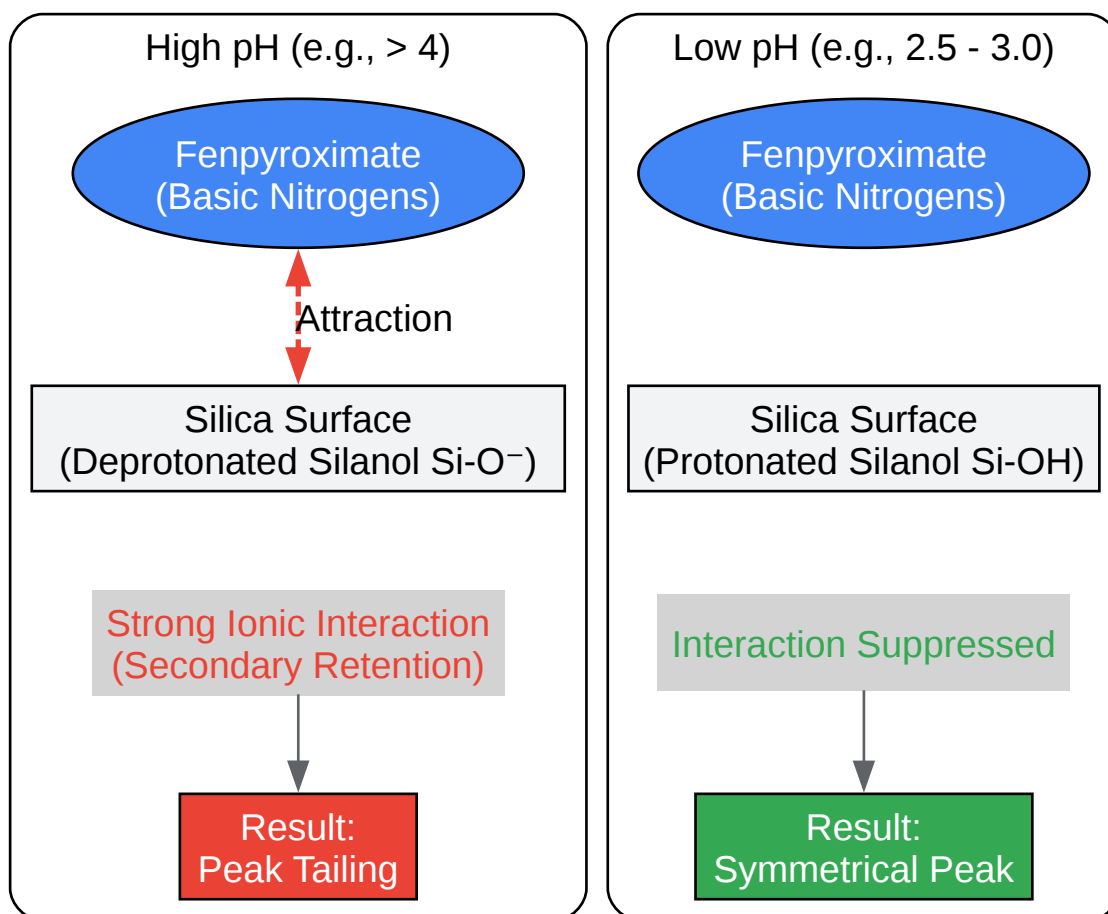 High pH (e.g., > 4)
Fenpyroximate
(Basic Nitrogens)
Attraction
Silica Surface
(Deprotonated Silanol Si-O⁻)
Strong Ionic Interaction
(Secondary Retention)
Result:
Peak Tailing
Low pH (e.g., 2.5 - 3.0)
Fenpyroximate
(Basic Nitrogens)
Silica Surface
(Protonated Silanol Si-OH)
Interaction Suppressed
Result:
Symmetrical Peak